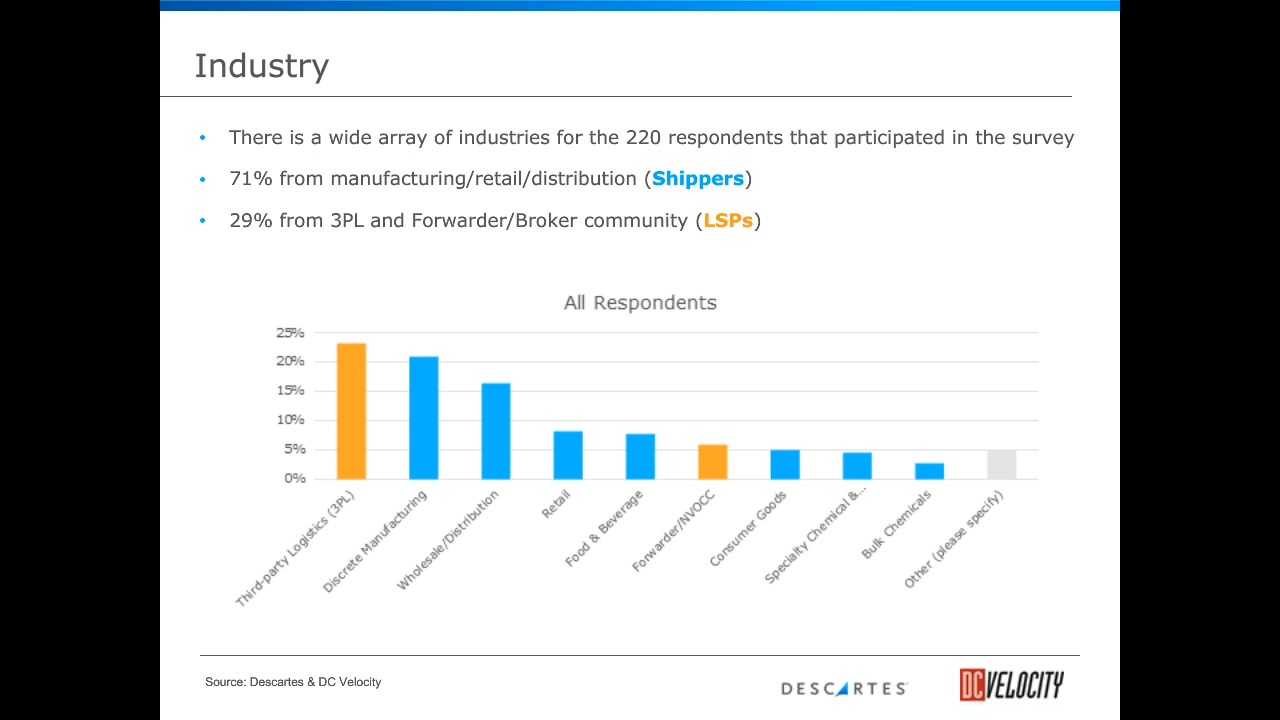 Industry
• There is a wide array of industries for the 220 respondents that participated in the survey
• 71% from manufacturing/retail/distribution (Shippers)
• 29% from 3PL and Forwarder/Broker community (LSPs)
All Respondents
25%
20%
15%
10%
5%
0%
Third-party Logistics (3PL)
Discrete Manufacturing
Wholesale/Distribution
Retail
Food & Beverage
Forwarder/NVOCC
Consumer Goods
Specialty Chemical &...
Bulk Chemicals
Other (please specify)
Source: Descartes & DC Velocity
DESCARTES
DC VELOCITY